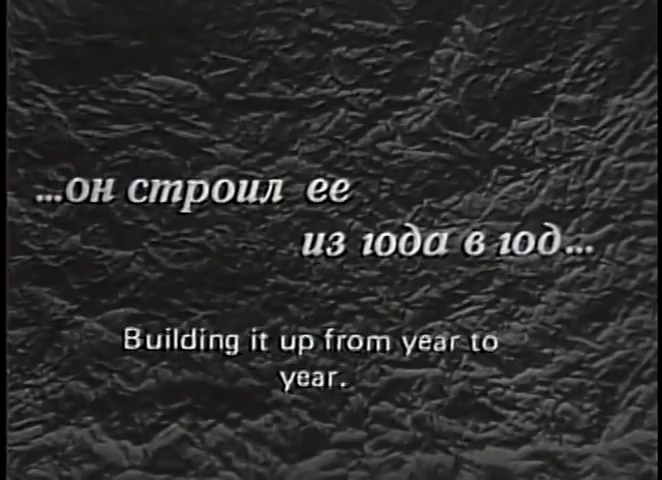 ...он строил ее
из года в год...
Building it up from year to
year.